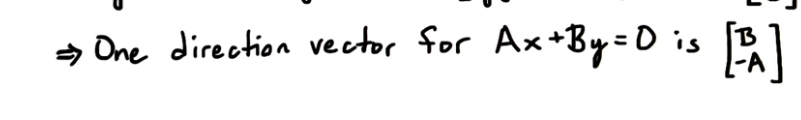 ⇒ One direction vector for Ax+By=0 is [B
-A]